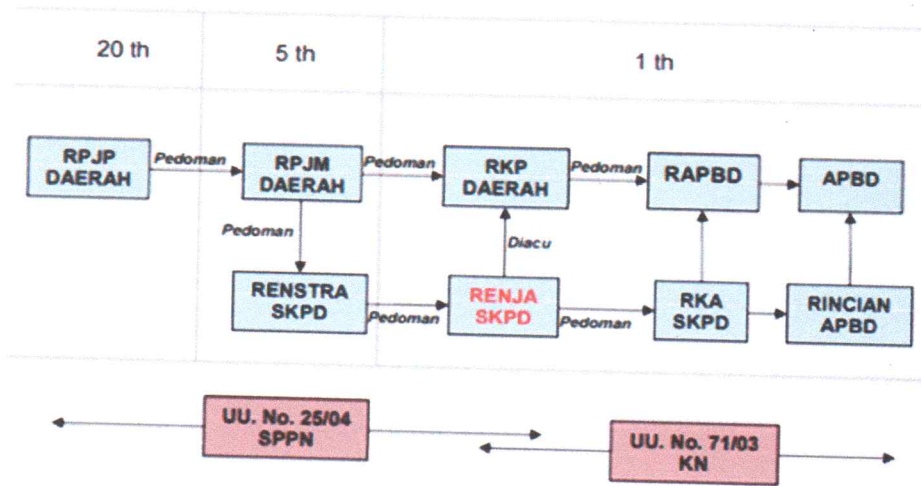 20 th
5 th
1 th
RPJP
DAERAH
Pedoman
RPJM
DAERAH
Pedoman
RKP
DAERAH
Pedoman
RAPBD
APBD
Pedoman
Diacu
RENSTRA
SKPD
Pedoman
RENJA
SKPD
Pedoman
RKA
SKPD
RINCIAN
APBD
UU. No. 25/04
SPPN
UU. No. 71/03
KN